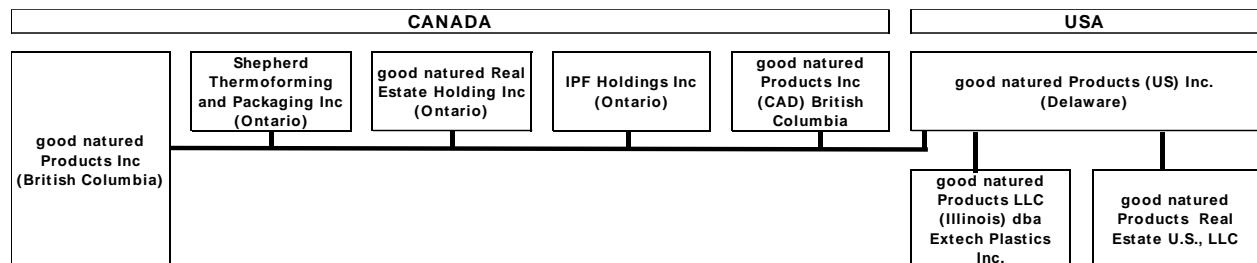 CANADA
USA
good natured
Products Inc
(British Columbia)
Shepherd
Thermoforming
and Packaging Inc
(Ontario)
good natured Real
Estate Holding Inc
(Ontario)
IPF Holdings Inc
(Ontario)
good natured
Products Inc
(CAD) British
Columbia
good natured Products (US) Inc.
(Delaware)
good natured
Products LLC
(Illinois) dba
Extech Plastics
Inc.
good natured
Products Real
Estate U.S., LLC